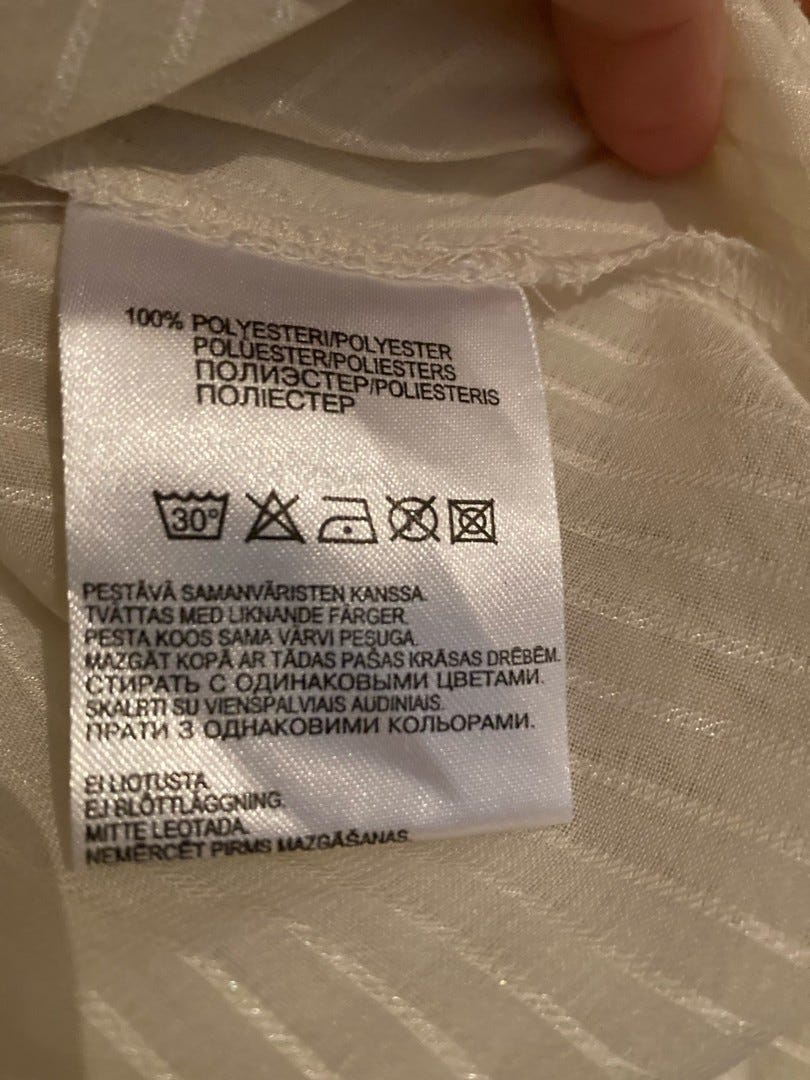 100% POLYESTERI/POLYESTER
POLÜESTER/POLIESTERS
ПОЛИЭСТЕР/POLIESTERIS
ПОЛІЕСТЕР
30°
PESTÄVÄ SAMANVÄRISTEN KANSSA.
TVÄTTAS MED LIKNANDE FÄRGER.
PESTA KOOS SAMA VÄRVI PESUGA.
MAZGĀT KOPĀ AR TĀDAS PAŠAS KRĀSAS DRĒBĒM.
СТИРАТЬ С ОДИНАКОВЫМИ ЦВЕТАМИ.
SKALBTI SU VIENSPALVIAIS AUDINIAIS.
ПРАТИ З ОДНАКОВИМИ КОЛЬОРАМИ.
EI LIOTUSTA.
EJ BLÖTTLÄGGNING.
MITTE LEOTADA.
NEMĒRCĒT PIRMS MAZGĀŠANAS.